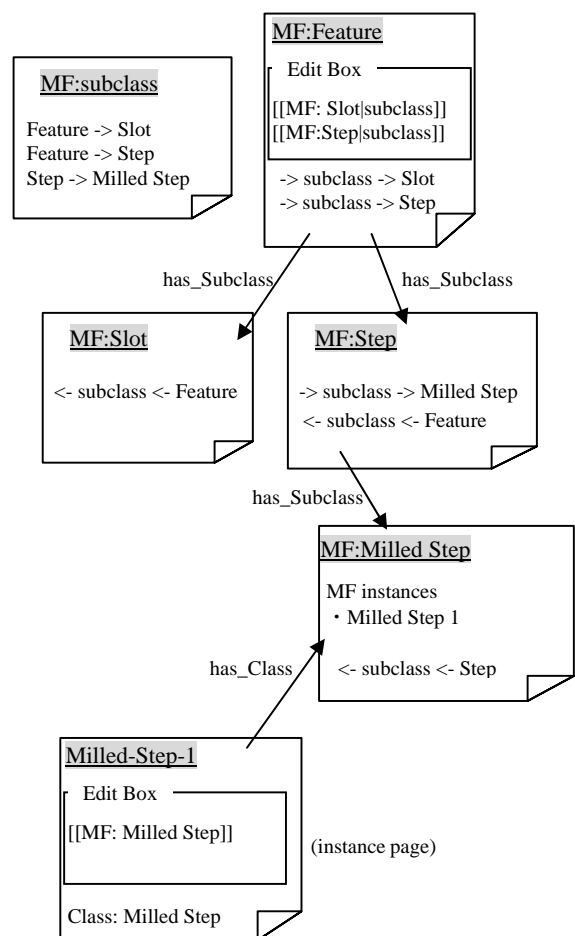 MF:subclass
Feature -> Slot
Feature -> Step
Step -> Milled Step
MF:Feature
Edit Box
[[MF: Slot|subclass]]
[[MF:Step|subclass]]
-> subclass -> Slot
-> subclass -> Step
has_Subclass
has_Subclass
MF:Slot
<- subclass <- Feature
MF:Step
-> subclass -> Milled Step
<- subclass <- Feature
has_Subclass
MF:Milled Step
MF instances
・Milled Step 1
<- subclass <- Step
has_Class
Milled-Step-1
Edit Box
[[MF: Milled Step]]
(instance page)
Class: Milled Step